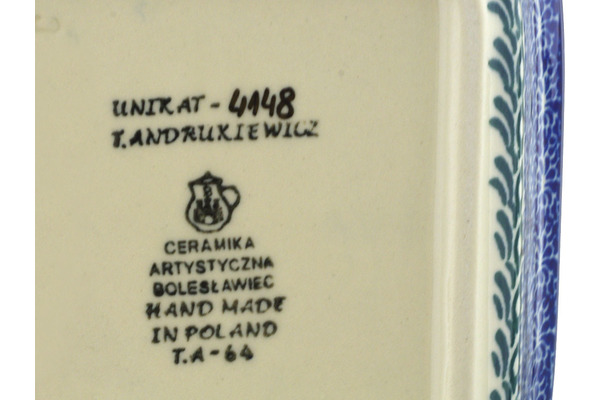 UNIKAT - 4148
T.ANDRUKIEWICZ
CERAMIKA
ARTYSTYCZNA
BOLESŁAWIEC
HAND MADE
IN POLAND
T.A-64